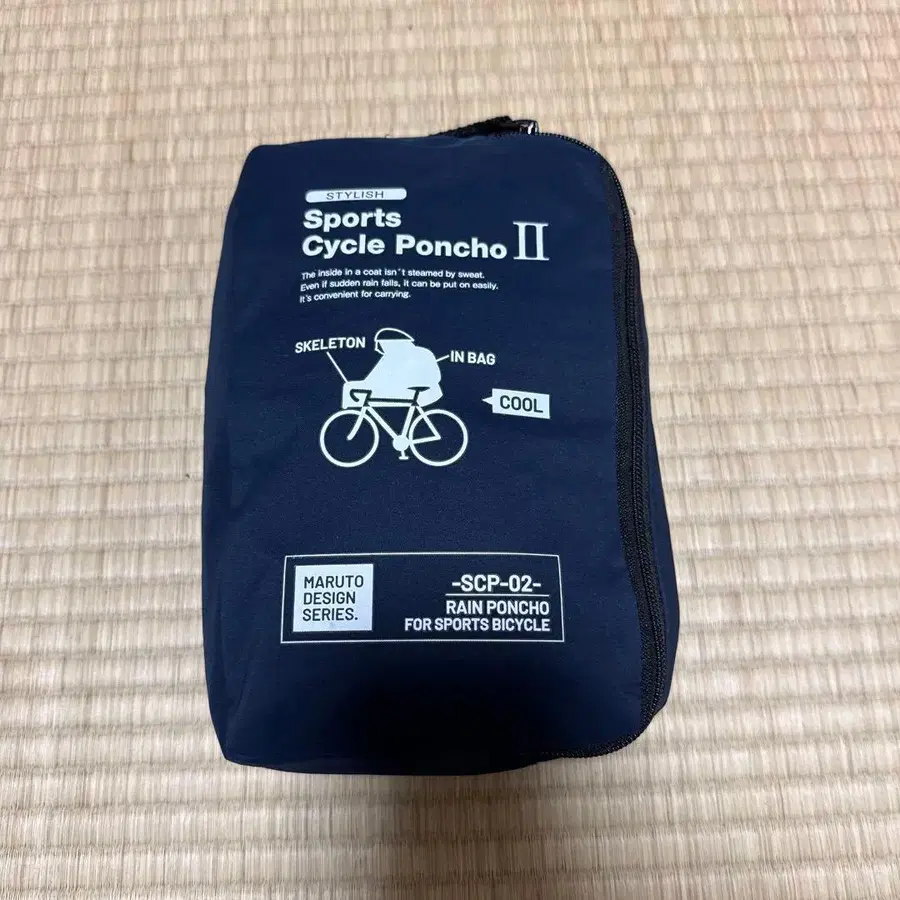 STYLISH
Sports
Cycle Poncho II
The inside in a coat isn't steamed by sweat.
Even if sudden rain falls, it can be put on easily.
It's convenient for carrying.
SKELETON
IN BAG
COOL
MARUTO
DESIGN
SERIES.
-SCP-02-
RAIN PONCHO
FOR SPORTS BICYCLE